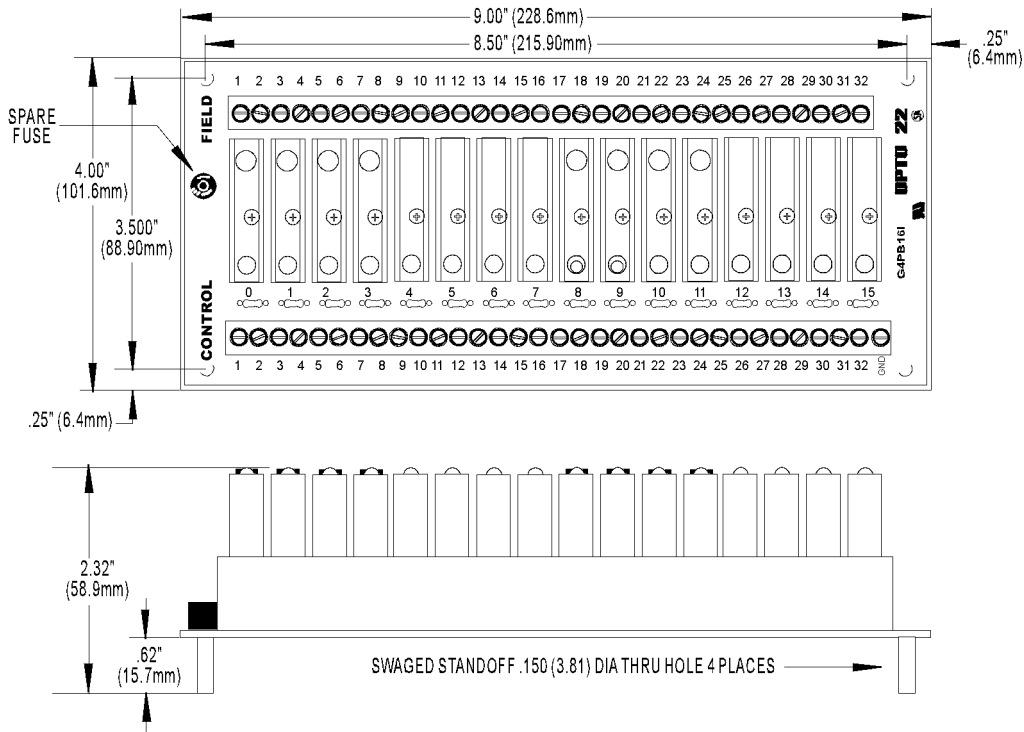 9.00" (228.6mm)
8.50" (215.90mm)
.25"
(6.4mm)
SPARE
FUSE
4.00"
(101.6mm)
3.500"
(88.90mm)
.25" (6.4mm)
FIELD
1 2 3 4 5 6 7 8 9 10 11 12 13 14 15 16 17 18 19 20 21 22 23 24 25 26 27 28 29 30 31 32
OPTO 22
G4PB16I
0 1 2 3 4 5 6 7 8 9 10 11 12 13 14 15
CONTROL
1 2 3 4 5 6 7 8 9 10 11 12 13 14 15 16 17 18 19 20 21 22 23 24 25 26 27 28 29 30 31 32 GND
2.32"
(58.9mm)
.62"
(15.7mm)
SWAGED STANDOFF .150 (3.81) DIA THRU HOLE 4 PLACES